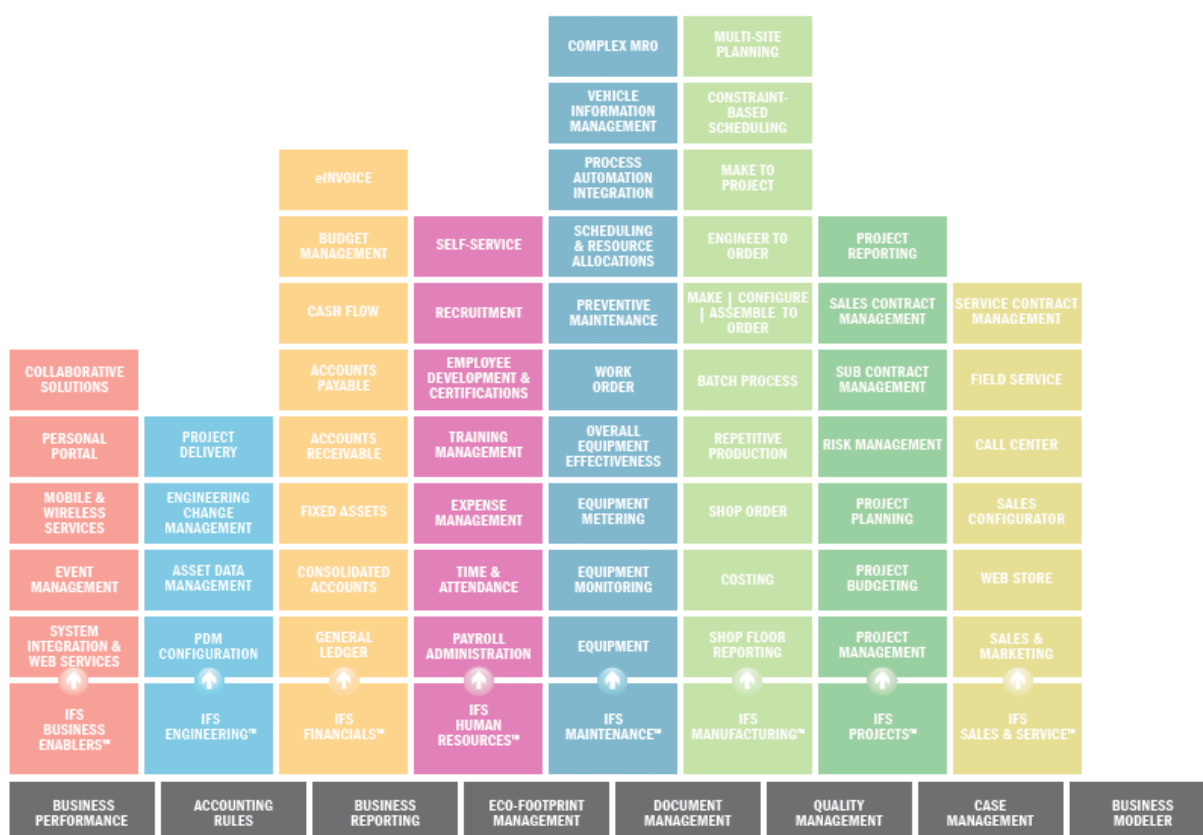 COMPLEX MRO
MULTI-SITE
PLANNING
VEHICLE
INFORMATION
MANAGEMENT
CONSTRAINT-
BASED
SCHEDULING
eINVOICE
PROCESS
AUTOMATION
INTEGRATION
MAKE TO
PROJECT
BUDGET
MANAGEMENT
SELF-SERVICE
SCHEDULING
& RESOURCE
ALLOCATIONS
ENGINEER TO
ORDER
PROJECT
REPORTING
CASH FLOW
RECRUITMENT
PREVENTIVE
MAINTENANCE
MAKE | CONFIGURE
| ASSEMBLE TO
ORDER
SALES CONTRACT
MANAGEMENT
SERVICE CONTRACT
MANAGEMENT
COLLABORATIVE
SOLUTIONS
ACCOUNTS
PAYABLE
EMPLOYEE
DEVELOPMENT &
CERTIFICATIONS
WORK
ORDER
BATCH PROCESS
SUB CONTRACT
MANAGEMENT
FIELD SERVICE
PERSONAL
PORTAL
PROJECT
DELIVERY
ACCOUNTS
RECEIVABLE
TRAINING
MANAGEMENT
OVERALL
EQUIPMENT
EFFECTIVENESS
REPETITIVE
PRODUCTION
RISK MANAGEMENT
CALL CENTER
MOBILE &
WIRELESS
SERVICES
ENGINEERING
CHANGE
MANAGEMENT
FIXED ASSETS
EXPENSE
MANAGEMENT
EQUIPMENT
METERING
SHOP ORDER
PROJECT
PLANNING
SALES
CONFIGURATOR
EVENT
MANAGEMENT
ASSET DATA
MANAGEMENT
CONSOLIDATED
ACCOUNTS
TIME &
ATTENDANCE
EQUIPMENT
MONITORING
COSTING
PROJECT
BUDGETING
WEB STORE
SYSTEM
INTEGRATION &
WEB SERVICES
PDM
CONFIGURATION
GENERAL
LEDGER
PAYROLL
ADMINISTRATION
EQUIPMENT
SHOP FLOOR
REPORTING
PROJECT
MANAGEMENT
SALES &
MARKETING
IFS
BUSINESS
ENABLERS™
IFS
ENGINEERING™
IFS
FINANCIALS™
IFS
HUMAN
RESOURCES™
IFS
MAINTENANCE™
IFS
MANUFACTURING™
IFS
PROJECTS™
IFS
SALES & SERVICE™
BUSINESS
PERFORMANCE
ACCOUNTING
RULES
BUSINESS
REPORTING
ECO-FOOTPRINT
MANAGEMENT
DOCUMENT
MANAGEMENT
QUALITY
MANAGEMENT
CASE
MANAGEMENT
BUSINESS
MODELER